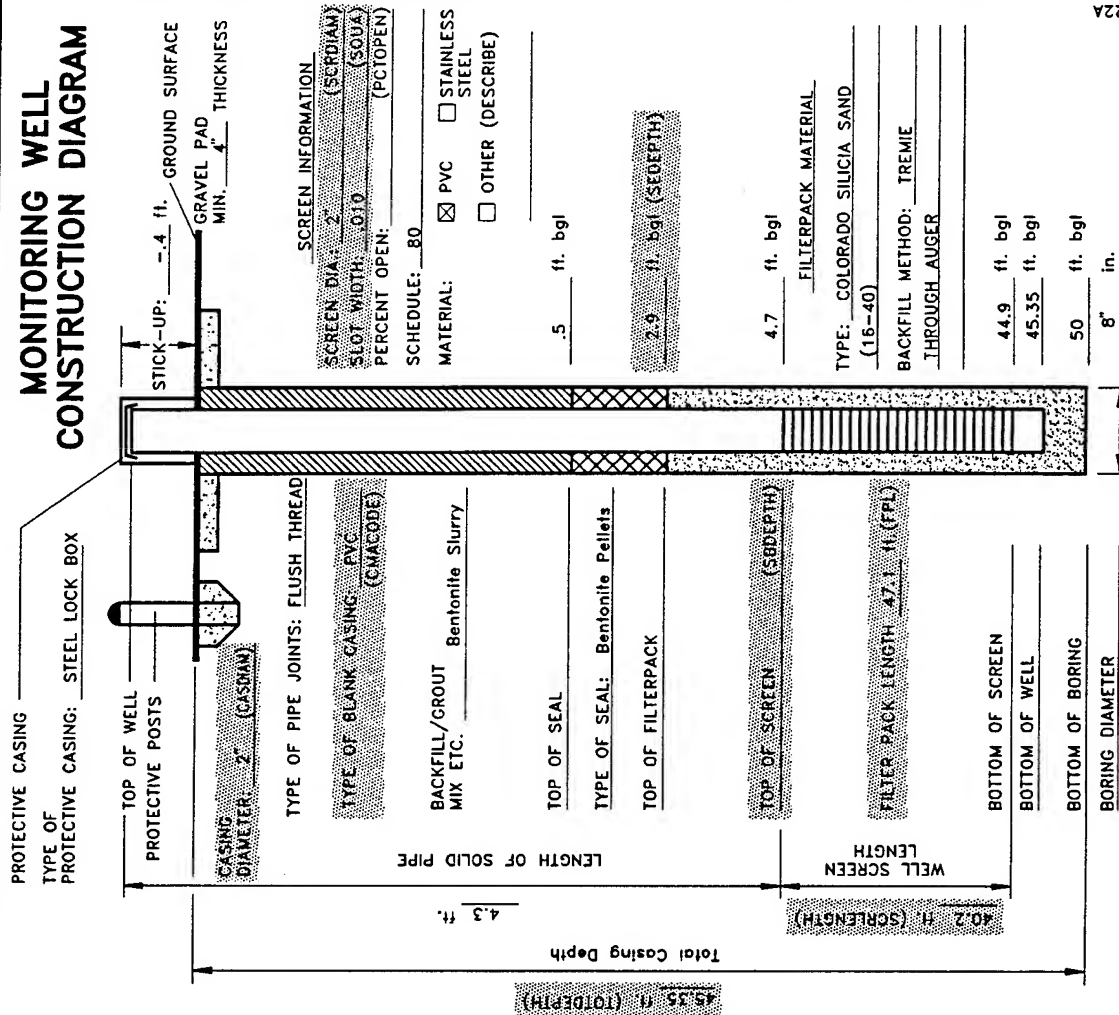 MONITORING WELL
CONSTRUCTION DIAGRAM
PROTECTIVE CASING
TYPE OF
PROTECTIVE CASING: STEEL LOCK BOX
TOP OF WELL
PROTECTIVE POSTS
STICK-UP: -.4 ft.
GROUND SURFACE
GRAVEL PAD
MIN. 4" THICKNESS
CASING
DIAMETER: 2" (CASDIAM)
TYPE OF PIPE JOINTS: FLUSH THREAD
TYPE OF BLANK CASING: PVC
(CMACODE)
BACKFILL/GROUT
MIX ETC. Bentonite Slurry
SCREEN INFORMATION
SCREEN DIA: 2" (SCRDIAM)
SLOT WIDTH: .010 (SOUA)
PERCENT OPEN: (PCTOPEN)
SCHEDULE: 80
MATERIAL: ☒ PVC ☐ STAINLESS
STEEL
☐ OTHER (DESCRIBE)
TOP OF SEAL .5 ft. bgl
TYPE OF SEAL: Bentonite Pellets
TOP OF FILTERPACK 2.9 ft. bgl (SEDEPTH)
TOP OF SCREEN (SBDEPTH) 4.7 ft. bgl
FILTERPACK MATERIAL
TYPE: COLORADO SILICIA SAND
(16-40)
BACKFILL METHOD: TREMIE
THROUGH AUGER
FILTER PACK LENGTH 47.1 ft.(FPL)
BOTTOM OF SCREEN 44.9 ft. bgl
BOTTOM OF WELL 45.35 ft. bgl
BOTTOM OF BORING 50 ft. bgl
BORING DIAMETER 8" in.
LENGTH OF SOLID PIPE
4.3 ft.
WELL SCREEN
LENGTH
40.2 ft. (SCRLENGTH)
Total Casing Depth
45.35 ft. (TOTDEPTH)